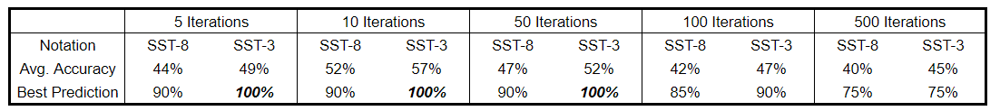 5 Iterations 10 Iterations 50 Iterations 100 Iterations 500 Iterations
Notation SST-8 SST-3 SST-8 SST-3 SST-8 SST-3 SST-8 SST-3 SST-8 SST-3
Avg. Accuracy 44% 49% 52% 57% 47% 52% 42% 47% 40% 45%
Best Prediction 90% 100% 90% 100% 90% 100% 85% 90% 75% 75%